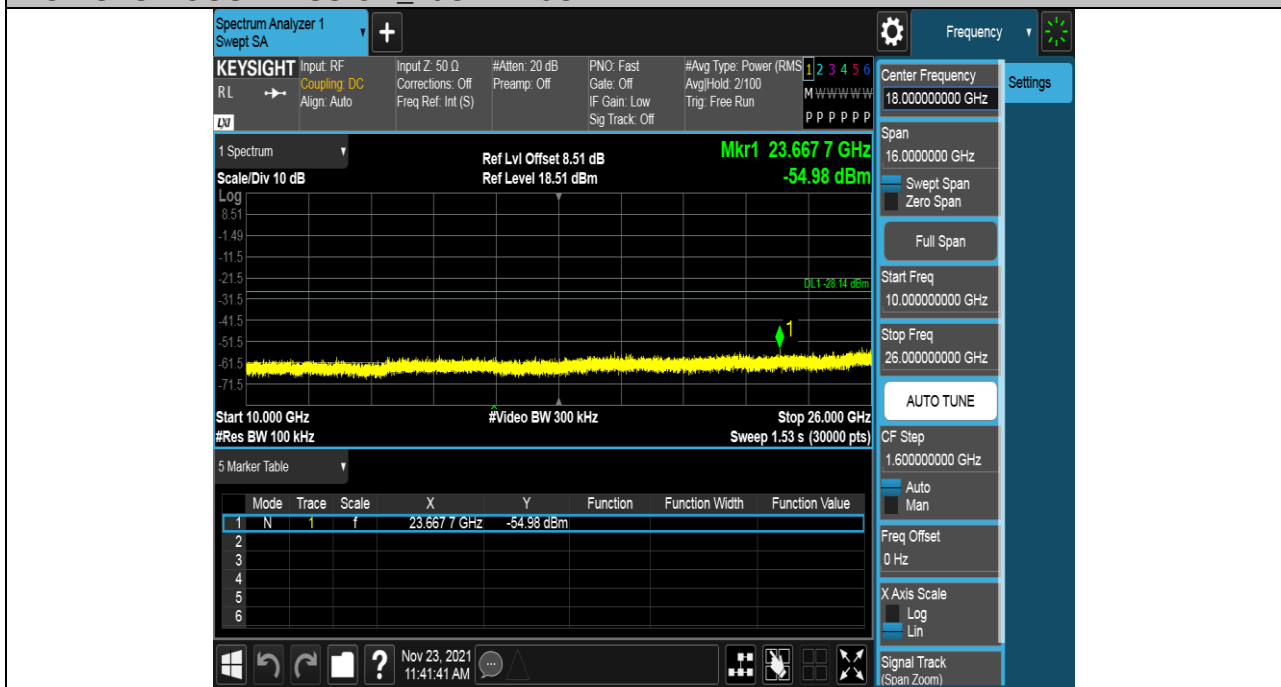 Spectrum Analyzer 1
Swept SA
+
Frequency
KEYSIGHT
RL
LXI
Input: RF
Coupling: DC
Align: Auto
Input Z: 50 Ω
Corrections: Off
Freq Ref: Int (S)
#Atten: 20 dB
Preamp: Off
PNO: Fast
Gate: Off
IF Gain: Low
Sig Track: Off
#Avg Type: Power (RMS
Avg|Hold: 2/100
Trig: Free Run
1 2 3 4 5 6
M W W W W W
P P P P P P
1 Spectrum
Scale/Div 10 dB
Ref Lvl Offset 8.51 dB
Ref Level 18.51 dBm
Mkr1 23.667 7 GHz
-54.98 dBm
Log
8.51
-1.49
-11.5
-21.5
-31.5
-41.5
-51.5
-61.5
-71.5
DL1 -28.14 dBm
1
Start 10.000 GHz
#Video BW 300 kHz
Stop 26.000 GHz
#Res BW 100 kHz
Sweep 1.53 s (30000 pts)
5 Marker Table
Mode Trace Scale X Y Function Function Width Function Value
1 N 1 f 23.667 7 GHz -54.98 dBm
2
3
4
5
6
?
Nov 23, 2021
11:41:41 AM
Center Frequency
18.000000000 GHz
Settings
Span
16.0000000 GHz
Swept Span
Zero Span
Full Span
Start Freq
10.000000000 GHz
Stop Freq
26.000000000 GHz
AUTO TUNE
CF Step
1.600000000 GHz
Auto
Man
Freq Offset
0 Hz
X Axis Scale
Log
Lin
Signal Track
(Span Zoom)